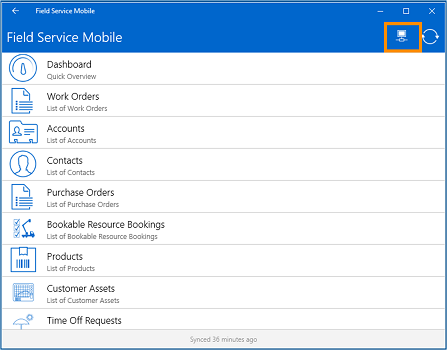 Field Service Mobile
Field Service Mobile
Dashboard
Quick Overview
Work Orders
List of Work Orders
Accounts
List of Accounts
Contacts
List of Contacts
Purchase Orders
List of Purchase Orders
Bookable Resource Bookings
List of Bookable Resource Bookings
Products
List of Products
Customer Assets
List of Customer Assets
Time Off Requests
Synced 36 minutes ago